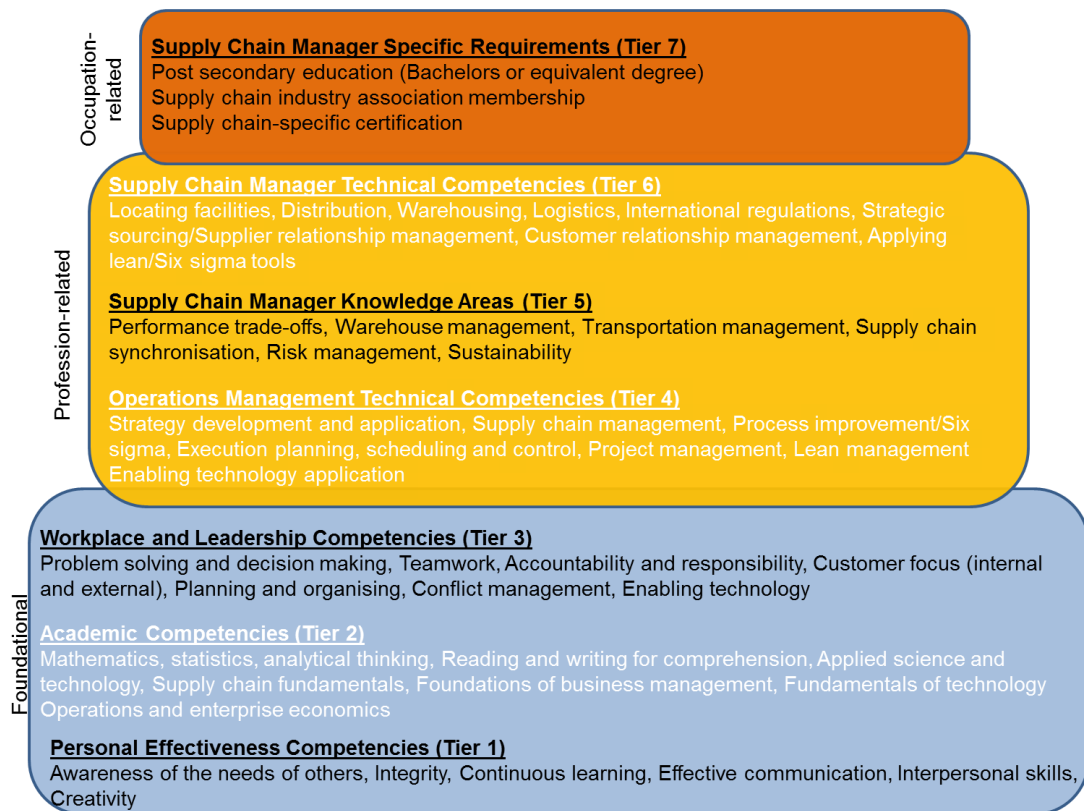 Occupation-
related
Supply Chain Manager Specific Requirements (Tier 7)
Post secondary education (Bachelors or equivalent degree)
Supply chain industry association membership
Supply chain-specific certification
Profession-related
Supply Chain Manager Technical Competencies (Tier 6)
Locating facilities, Distribution, Warehousing, Logistics, International regulations, Strategic
sourcing/Supplier relationship management, Customer relationship management, Applying
lean/Six sigma tools
Supply Chain Manager Knowledge Areas (Tier 5)
Performance trade-offs, Warehouse management, Transportation management, Supply chain
synchronisation, Risk management, Sustainability
Operations Management Technical Competencies (Tier 4)
Strategy development and application, Supply chain management, Process improvement/Six
sigma, Execution planning, scheduling and control, Project management, Lean management
Enabling technology application
Foundational
Workplace and Leadership Competencies (Tier 3)
Problem solving and decision making, Teamwork, Accountability and responsibility, Customer focus (internal
and external), Planning and organising, Conflict management, Enabling technology
Academic Competencies (Tier 2)
Mathematics, statistics, analytical thinking, Reading and writing for comprehension, Applied science and
technology, Supply chain fundamentals, Foundations of business management, Fundamentals of technology
Operations and enterprise economics
Personal Effectiveness Competencies (Tier 1)
Awareness of the needs of others, Integrity, Continuous learning, Effective communication, Interpersonal skills,
Creativity